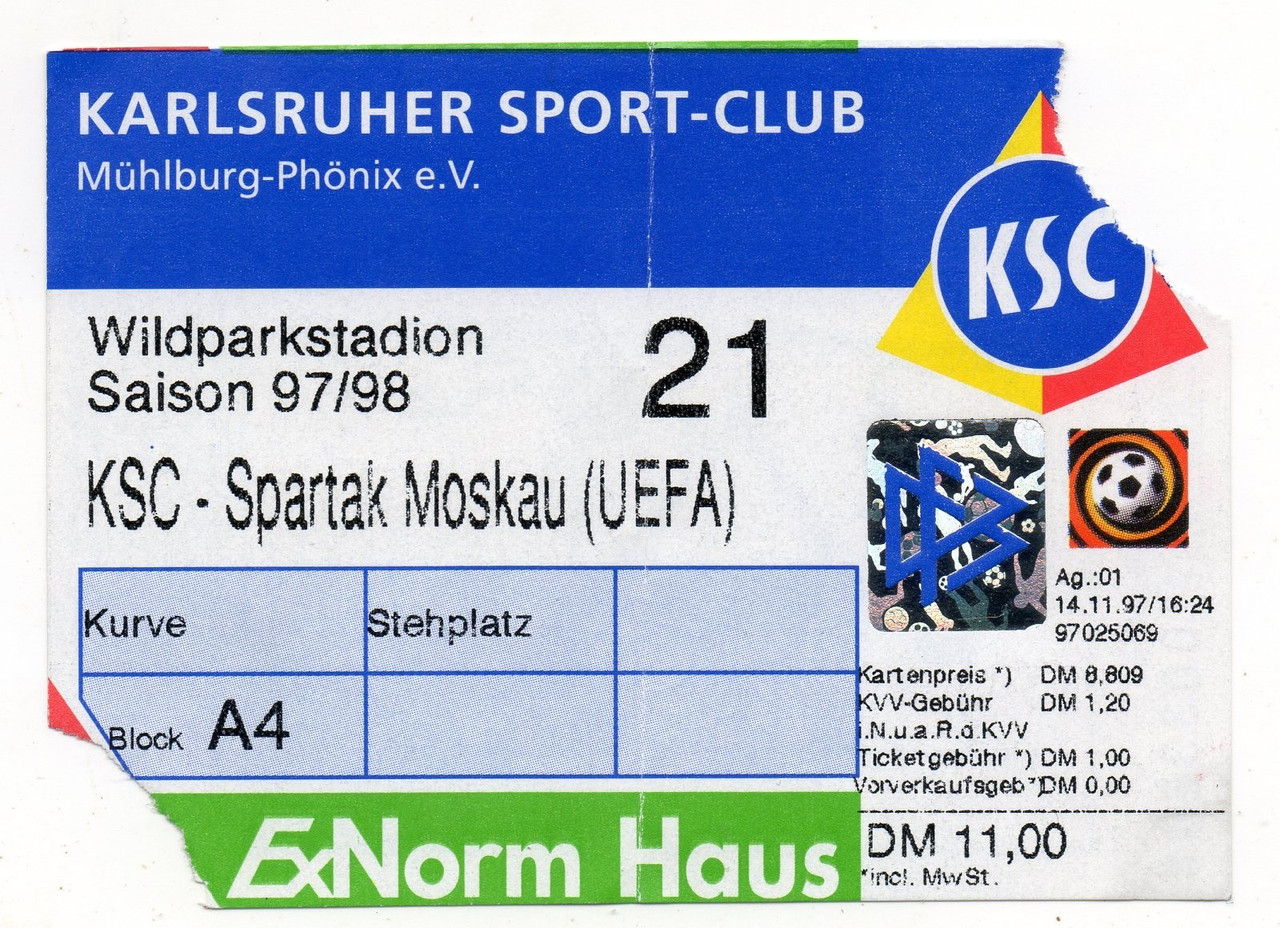 KARLSRUHER SPORT-CLUB
Mühlburg-Phönix e.V.
KSC
Wildparkstadion
Saison 97/98
21
KSC - Spartak Moskau (UEFA)
DFB
Kurve Stehplatz
Block A4
Ag.:01
14.11.97/16:24
97025069
Kartenpreis *) DM 8,809
KVV-Gebühr DM 1,20
i.N.u.a.R.d.KVV
Ticketgebühr *) DM 1,00
Vorverkaufsgeb*)DM 0,00
DM 11,00
*incl. MwSt.
ExNorm Haus